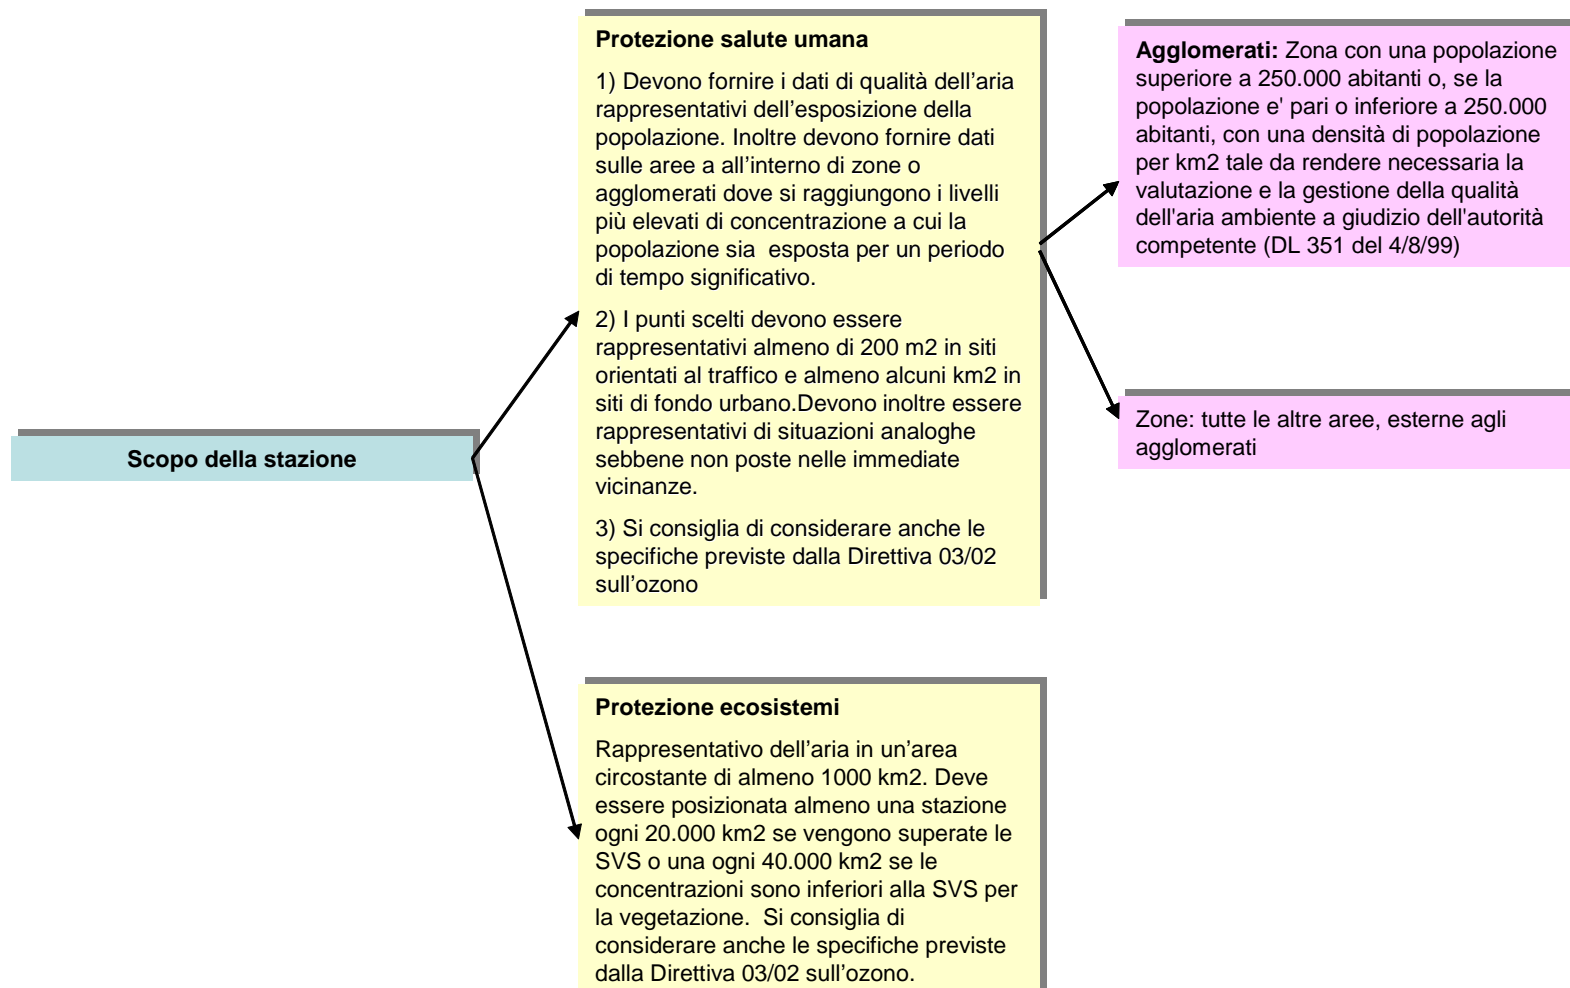 Scopo della stazione
Protezione salute umana
1) Devono fornire i dati di qualità dell’aria
rappresentativi dell’esposizione della
popolazione. Inoltre devono fornire dati
sulle aree a all’interno di zone o
agglomerati dove si raggiungono i livelli
più elevati di concentrazione a cui la
popolazione sia  esposta per un periodo
di tempo significativo.
2) I punti scelti devono essere
rappresentativi almeno di 200 m2 in siti
orientati al traffico e almeno alcuni km2 in
siti di fondo urbano.Devono inoltre essere
rappresentativi di situazioni analoghe
sebbene non poste nelle immediate
vicinanze.
3) Si consiglia di considerare anche le
specifiche previste dalla Direttiva 03/02
sull’ozono
Protezione ecosistemi
Rappresentativo dell’aria in un’area
circostante di almeno 1000 km2. Deve
essere posizionata almeno una stazione
ogni 20.000 km2 se vengono superate le
SVS o una ogni 40.000 km2 se le
concentrazioni sono inferiori alla SVS per
la vegetazione.  Si consiglia di
considerare anche le specifiche previste
dalla Direttiva 03/02 sull’ozono.
Agglomerati: Zona con una popolazione
superiore a 250.000 abitanti o, se la
popolazione e' pari o inferiore a 250.000
abitanti, con una densità di popolazione
per km2 tale da rendere necessaria la
valutazione e la gestione della qualità
dell'aria ambiente a giudizio dell'autorità
competente (DL 351 del 4/8/99)
Zone: tutte le altre aree, esterne agli
agglomerati